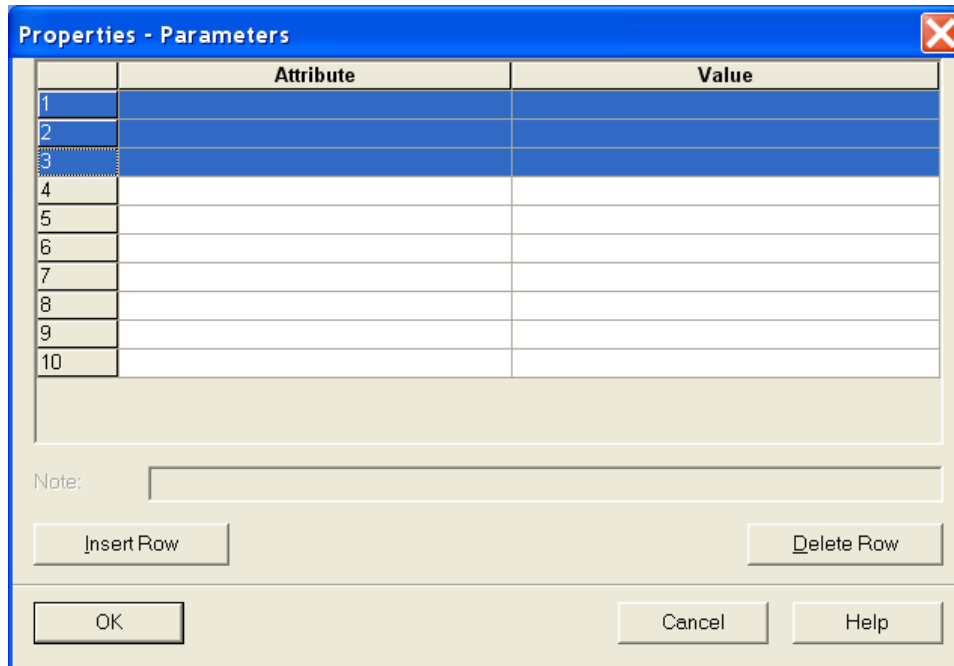 Properties - Parameters
Attribute Value
1
2
3
4
5
6
7
8
9
10
Note:
Insert Row Delete Row
OK Cancel Help